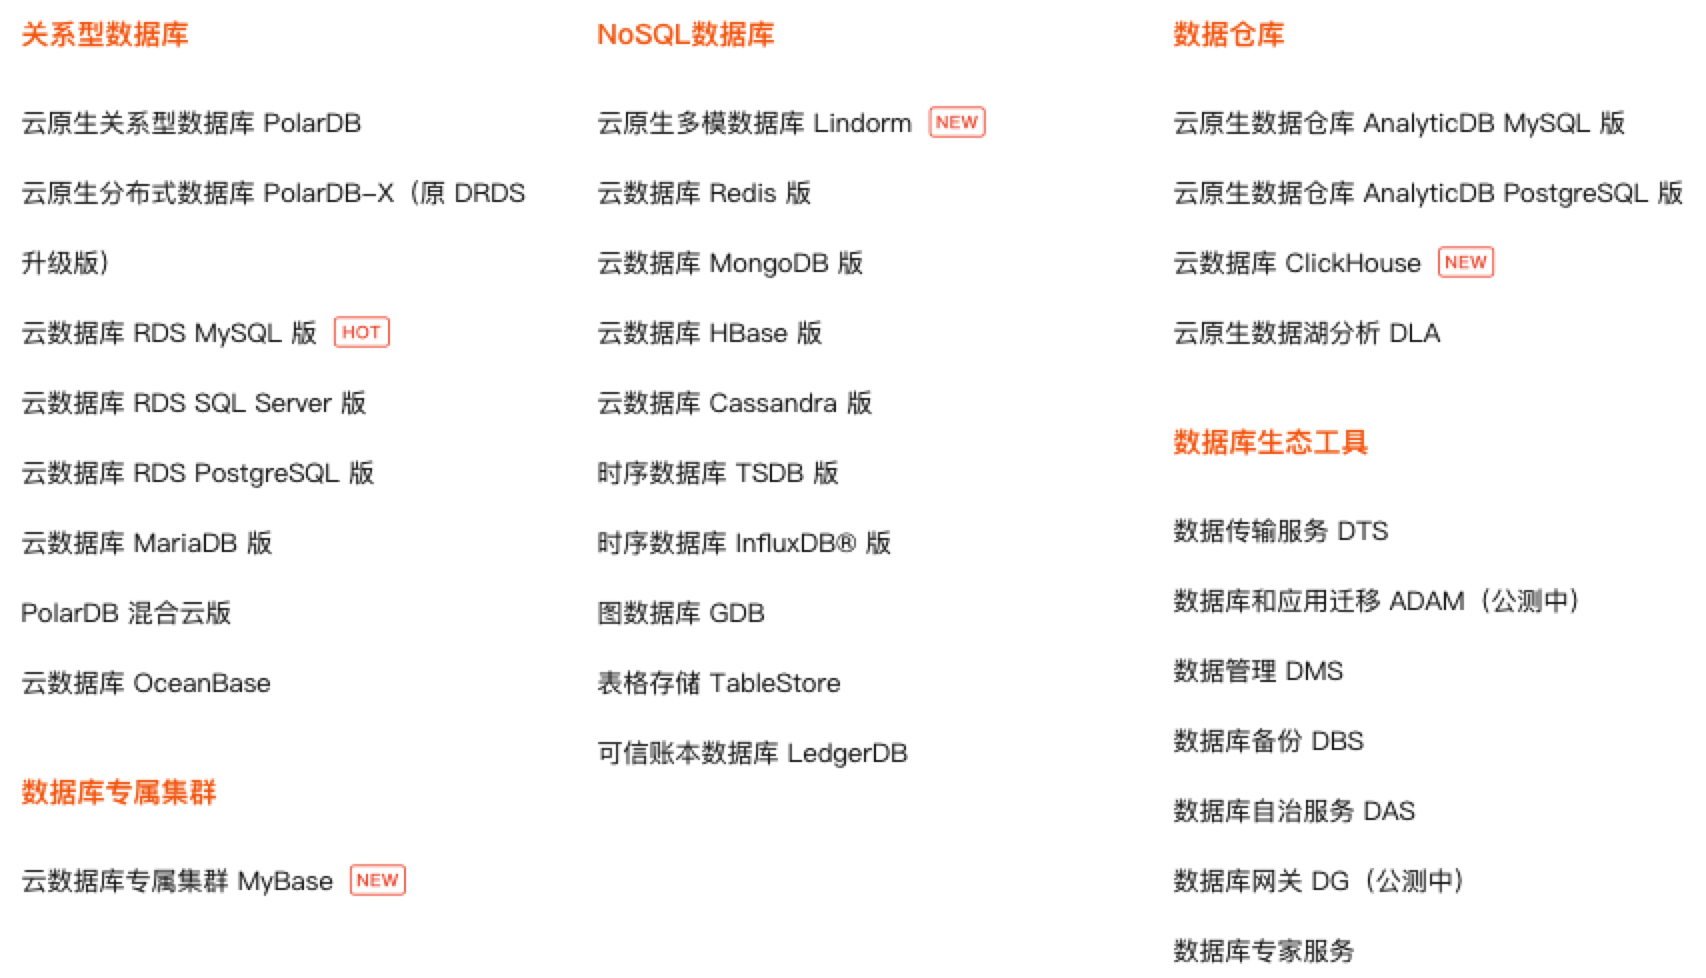 关系型数据库
云原生关系型数据库 PolarDB
云原生分布式数据库 PolarDB-X（原 DRDS
升级版）
云数据库 RDS MySQL 版 HOT
云数据库 RDS SQL Server 版
云数据库 RDS PostgreSQL 版
云数据库 MariaDB 版
PolarDB 混合云版
云数据库 OceanBase
数据库专属集群
云数据库专属集群 MyBase NEW
NoSQL数据库
云原生多模数据库 Lindorm NEW
云数据库 Redis 版
云数据库 MongoDB 版
云数据库 HBase 版
云数据库 Cassandra 版
时序数据库 TSDB 版
时序数据库 InfluxDB® 版
图数据库 GDB
表格存储 TableStore
可信账本数据库 LedgerDB
数据仓库
云原生数据仓库 AnalyticDB MySQL 版
云原生数据仓库 AnalyticDB PostgreSQL 版
云数据库 ClickHouse NEW
云原生数据湖分析 DLA
数据库生态工具
数据传输服务 DTS
数据库和应用迁移 ADAM（公测中）
数据管理 DMS
数据库备份 DBS
数据库自治服务 DAS
数据库网关 DG（公测中）
数据库专家服务